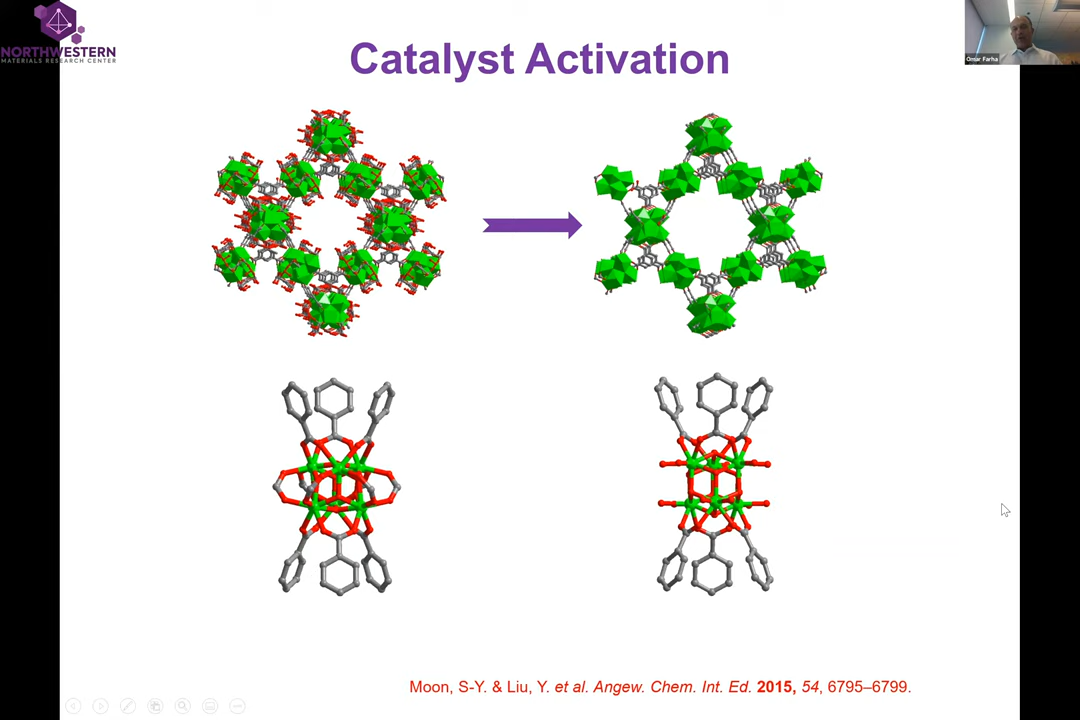 NORTHWESTERN
MATERIALS RESEARCH CENTER
Catalyst Activation
Omar Farha
Moon, S-Y. & Liu, Y. et al. Angew. Chem. Int. Ed. 2015, 54, 6795–6799.